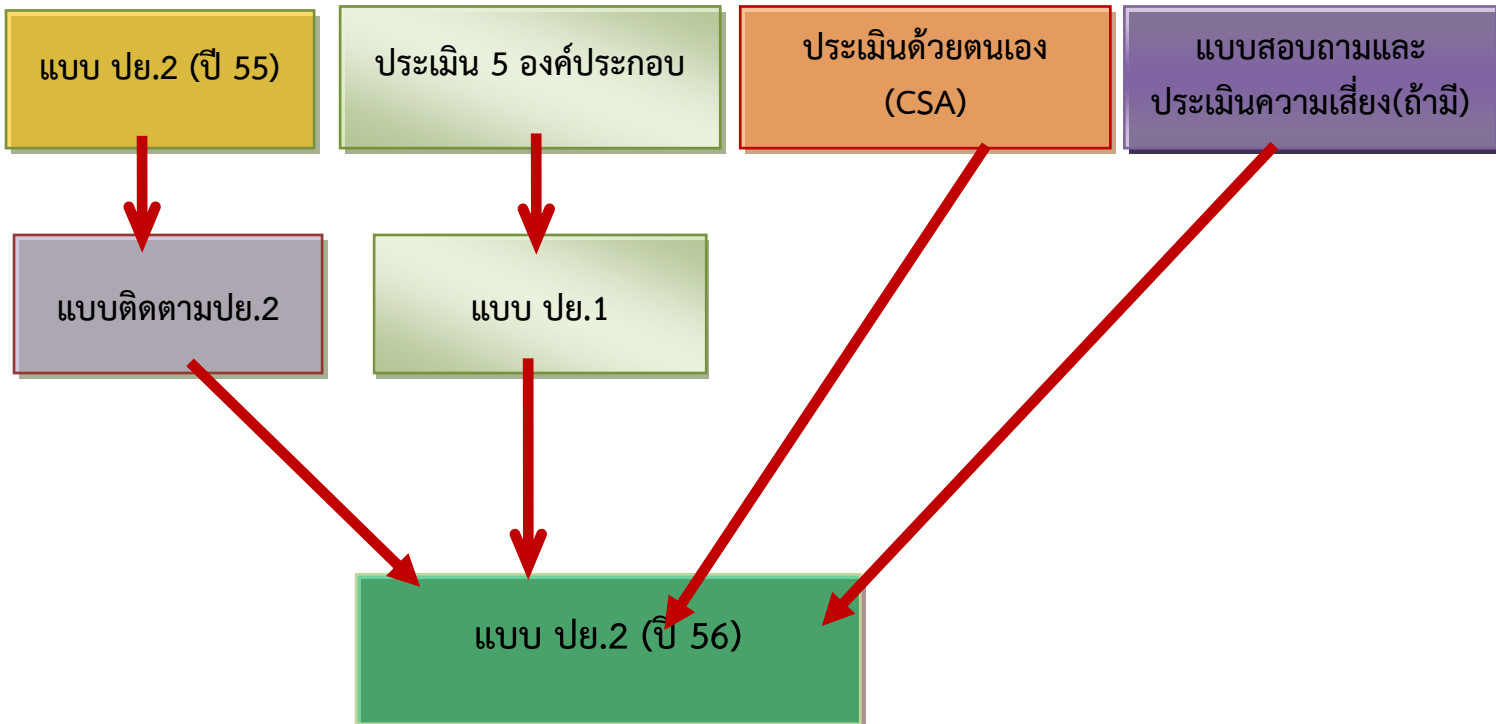 แบบ ปย.2 (ปี 55)
ประเมิน 5 องค์ประกอบ
ประเมินด้วยตนเอง
(CSA)
แบบสอบถามและ
ประเมินความเสี่ยง(ถ้ามี)
แบบติดตามปย.2
แบบ ปย.1
แบบ ปย.2 (ปี 56)